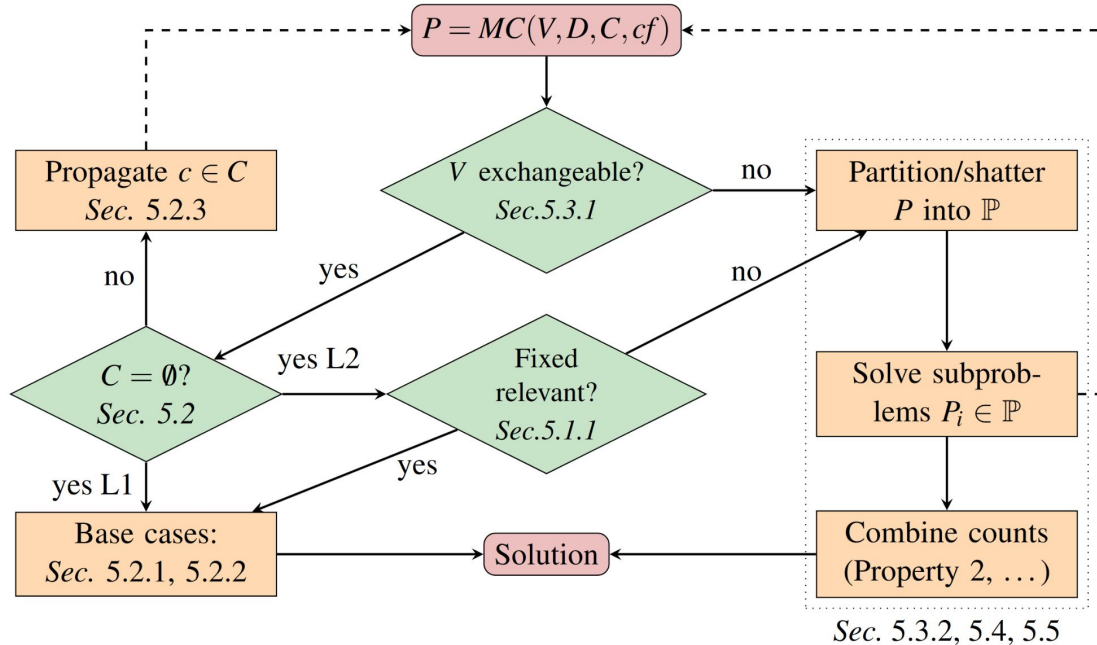 P = MC(V, D, C, cf)
Propagate c ∈ C
Sec. 5.2.3
V exchangeable?
Sec.5.3.1
no
Partition/shatter
P into ℙ
yes
no
no
C = ∅?
Sec. 5.2
yes L2
Fixed
relevant?
Sec.5.1.1
Solve subprob-
lems Pᵢ ∈ ℙ
yes L1
yes
Base cases:
Sec. 5.2.1, 5.2.2
Solution
Combine counts
(Property 2, …)
Sec. 5.3.2, 5.4, 5.5